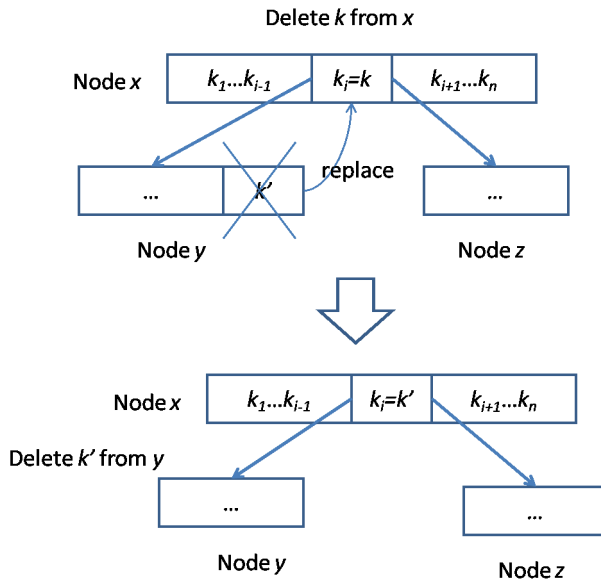 Delete k from x
Node x k₁...kᵢ₋₁ kᵢ=k kᵢ₊₁...kₙ
replace
... k' ...
Node y Node z
Node x k₁...kᵢ₋₁ kᵢ=k' kᵢ₊₁...kₙ
Delete k' from y
... ...
Node y Node z